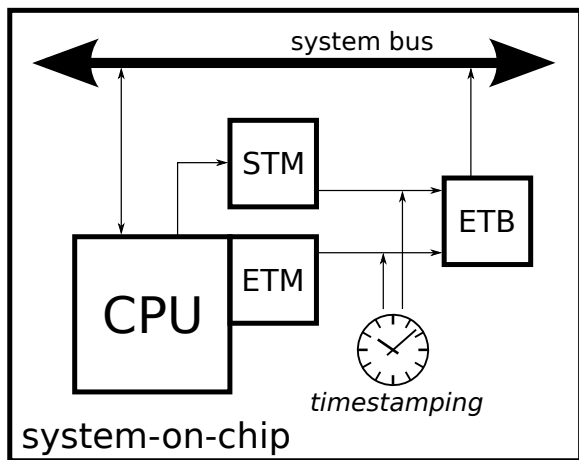 system bus
STM
ETB
ETM
CPU
timestamping
system-on-chip